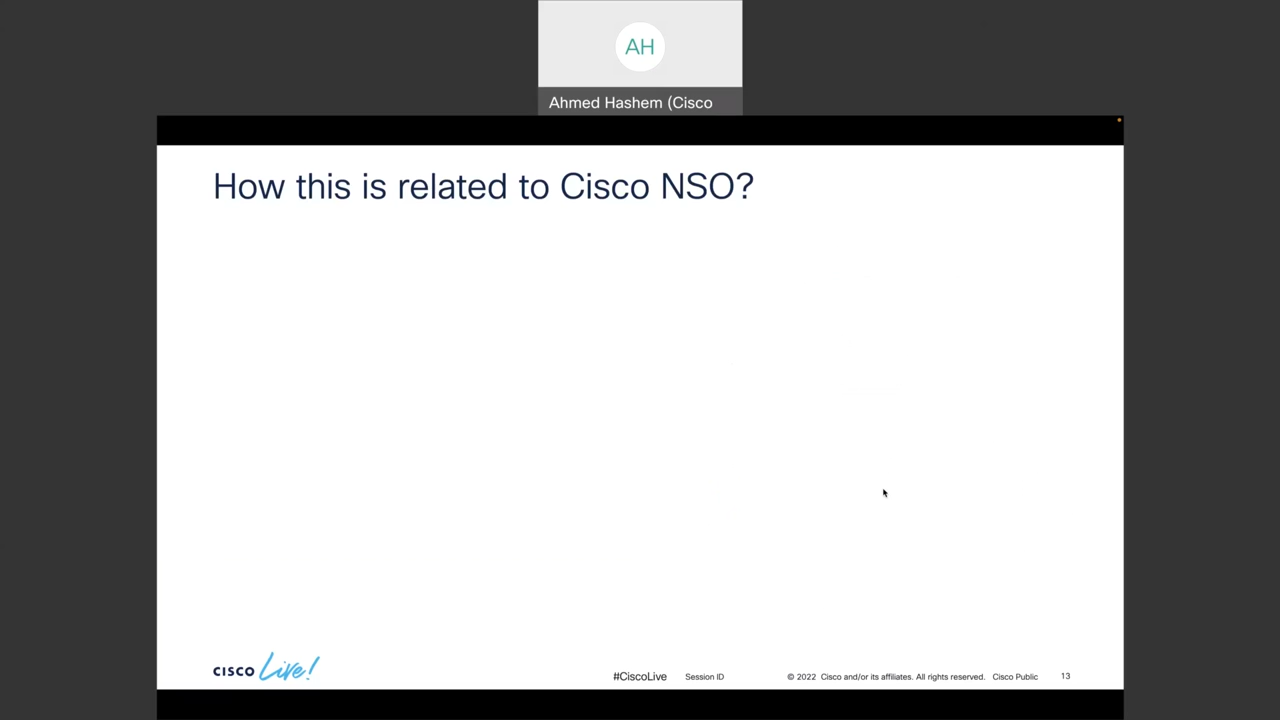 AH
Ahmed Hashem (Cisco
How this is related to Cisco NSO?
CISCO Live!
#CiscoLive
Session ID
© 2022 Cisco and/or its affiliates. All rights reserved. Cisco Public
13